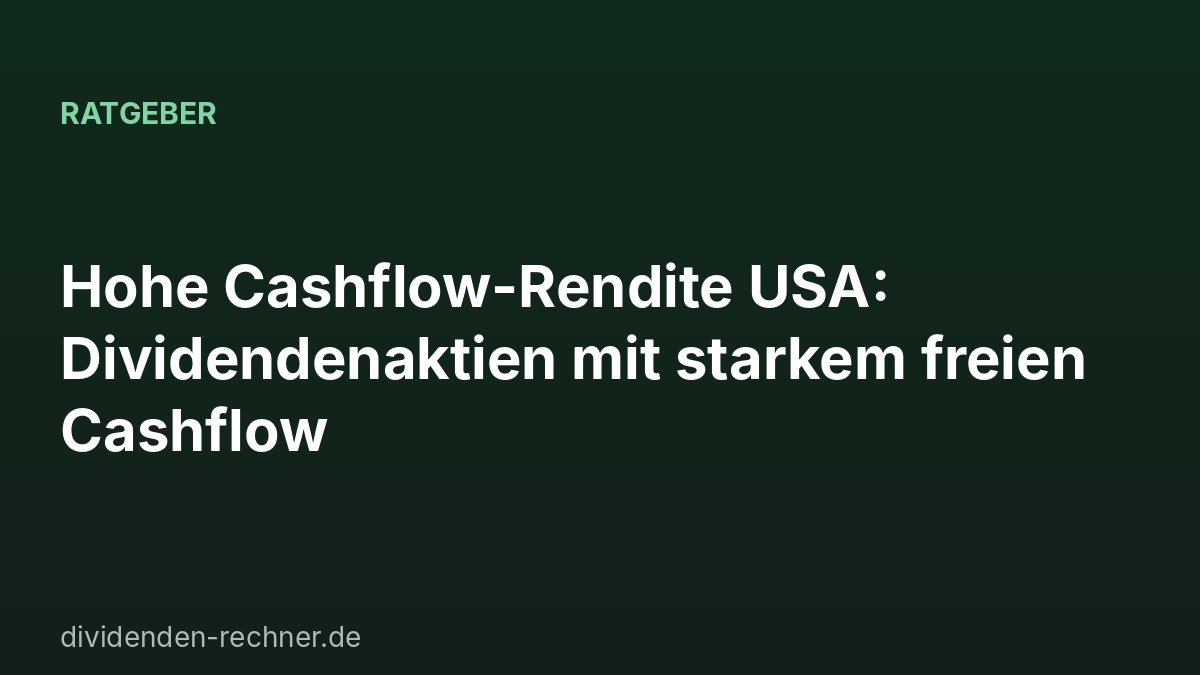 RATGEBER
Hohe Cashflow-Rendite USA:
Dividendenaktien mit starkem freien
Cashflow
dividenden-rechner.de